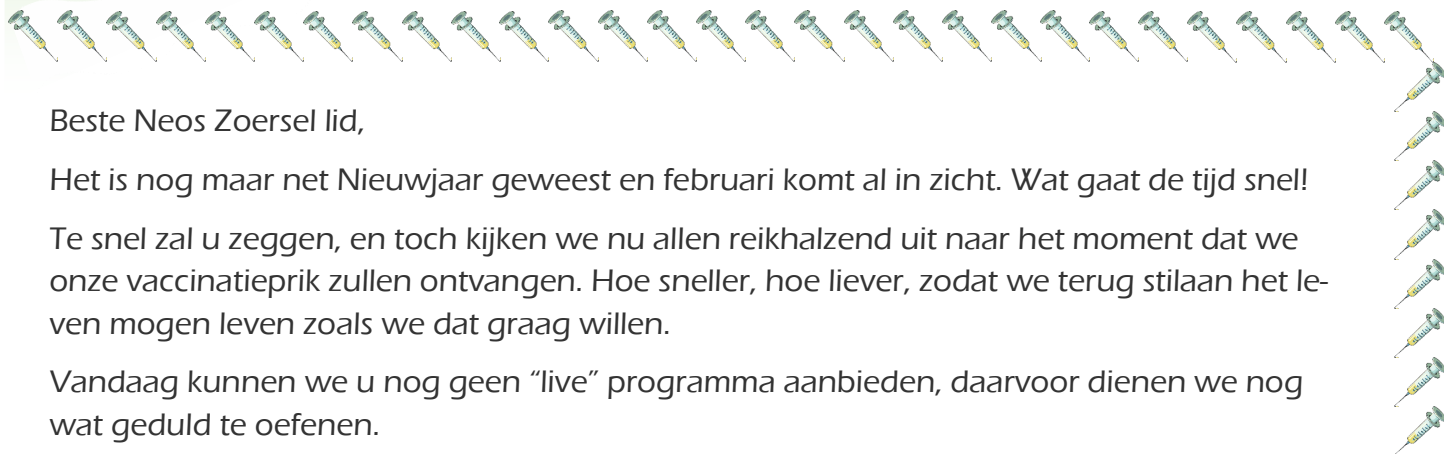 Beste Neos Zoersel lid,
Het is nog maar net Nieuwjaar geweest en februari komt al in zicht. Wat gaat de tijd snel!
Te snel zal u zeggen, en toch kijken we nu allen reikhalzend uit naar het moment dat we
onze vaccinatieprik zullen ontvangen. Hoe sneller, hoe liever, zodat we terug stilaan het le-
ven mogen leven zoals we dat graag willen.
Vandaag kunnen we u nog geen “live” programma aanbieden, daarvoor dienen we nog
wat geduld te oefenen.